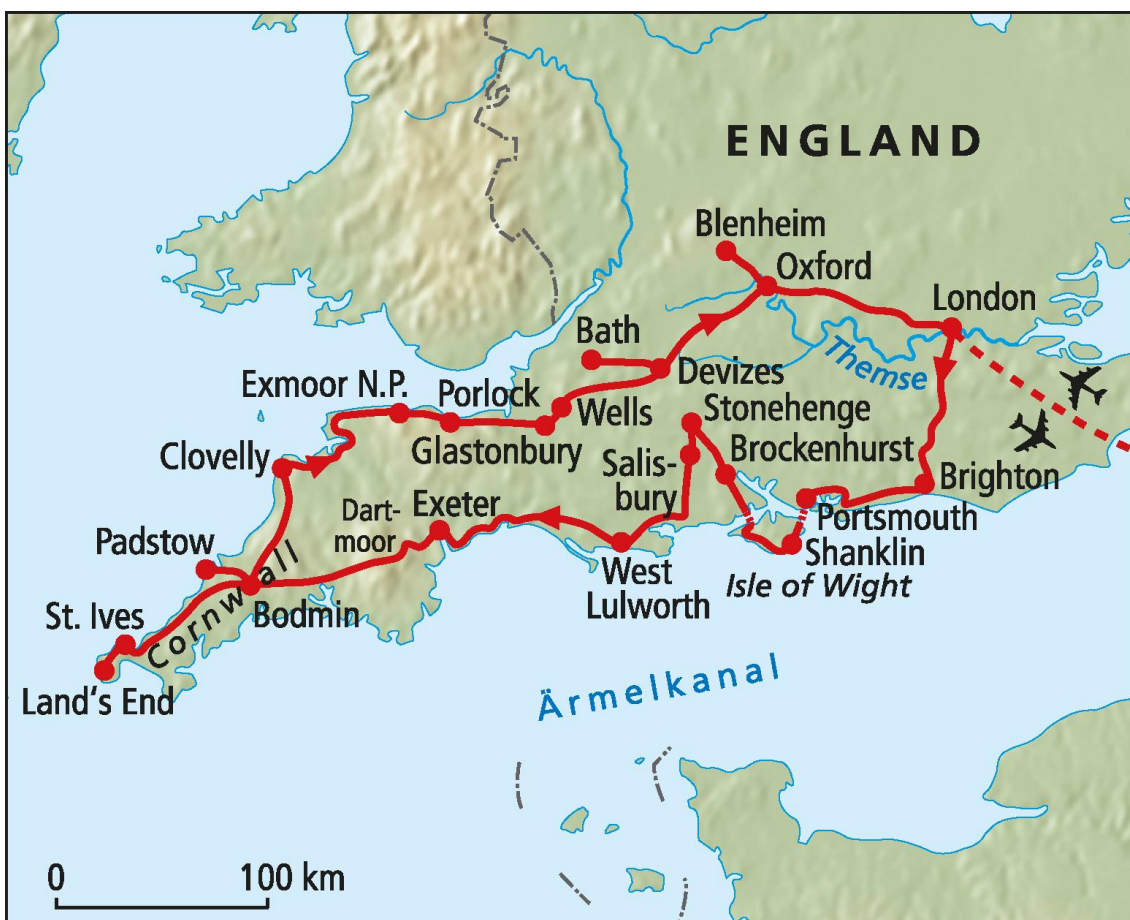 ENGLAND
Blenheim
Oxford
London
Bath
Themse
Devizes
Exmoor N.P.
Porlock
Wells
Stonehenge
Glastonbury
Brockenhurst
Clovelly
Salis-
bury
Brighton
Dart-
moor
Exeter
Portsmouth
Padstow
Shanklin
West
Lulworth
Isle of Wight
Cornwall
Bodmin
St. Ives
Land's End
Ärmelkanal
0 100 km